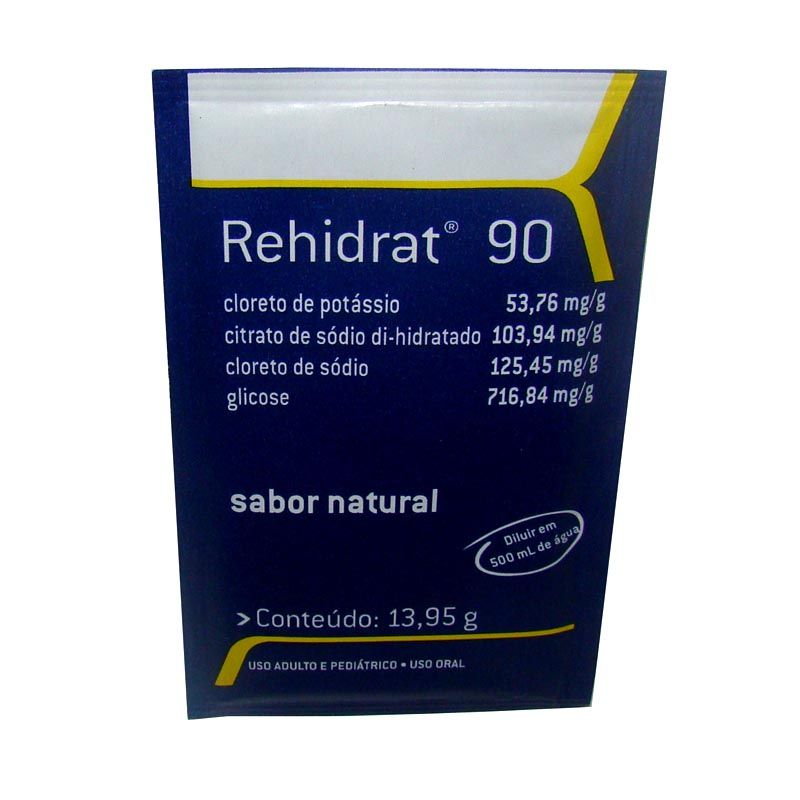 Rehidrat® 90
cloreto de potássio 53,76 mg/g
citrato de sódio di-hidratado 103,94 mg/g
cloreto de sódio 125,45 mg/g
glicose 716,84 mg/g
sabor natural
Diluir em
500 mL de água
Conteúdo: 13,95 g
USO ADULTO E PEDIÁTRICO • USO ORAL